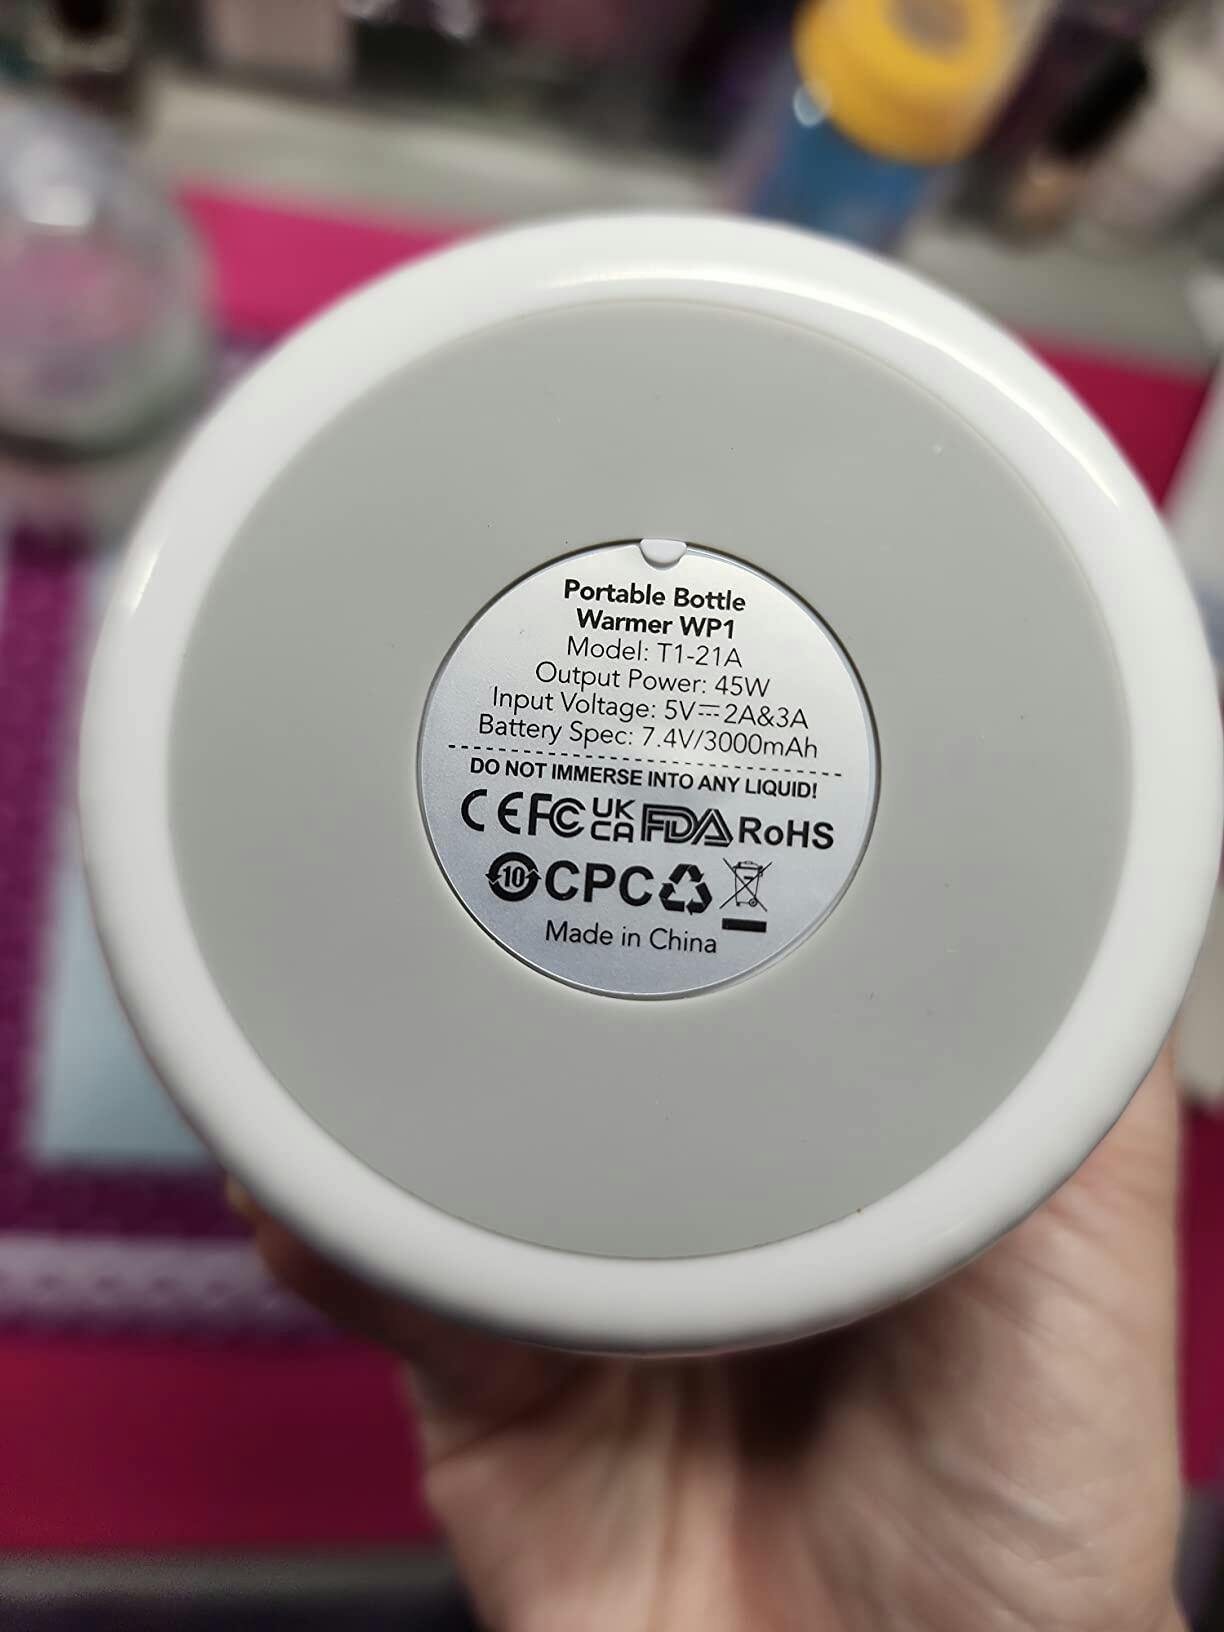 Portable Bottle
Warmer WP1
Model: T1-21A
Output Power: 45W
Input Voltage: 5V⎓2A&3A
Battery Spec: 7.4V/3000mAh
DO NOT IMMERSE INTO ANY LIQUID!
CE FC UK CA FDA RoHS
10 CPC
Made in China